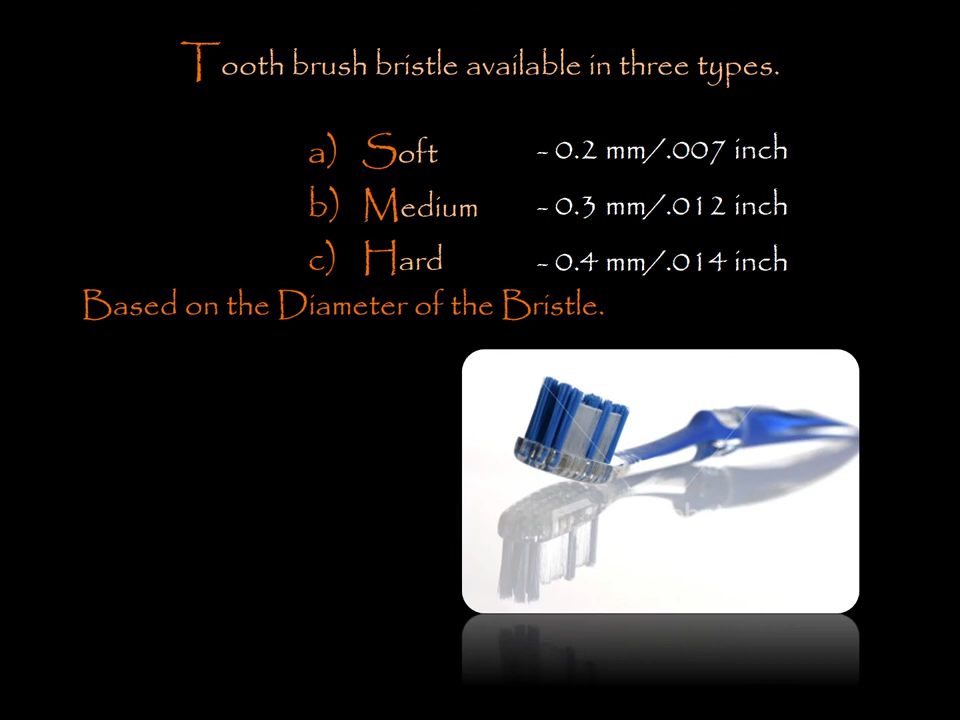 Tooth brush bristle available in three types.
a) Soft - 0.2 mm/.007 inch
b) Medium - 0.3 mm/.012 inch
c) Hard - 0.4 mm/.014 inch
Based on the Diameter of the Bristle.